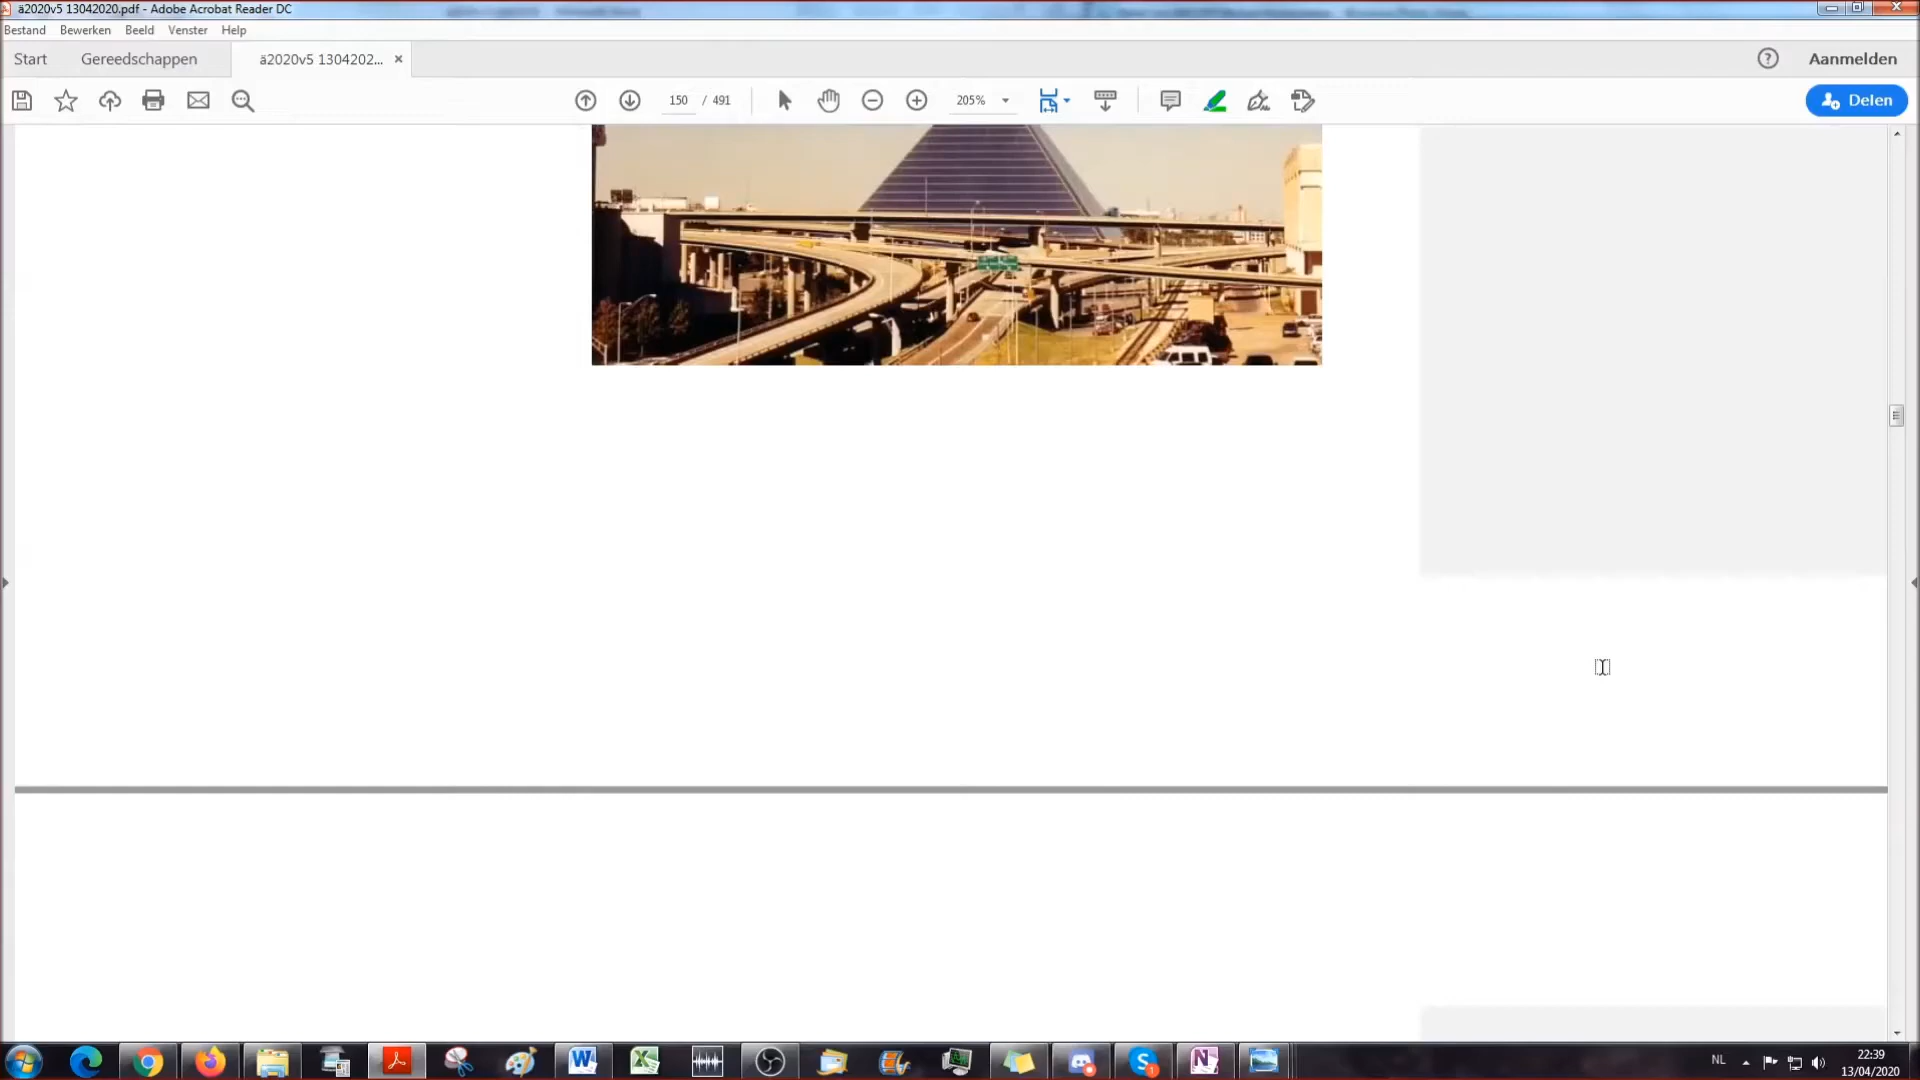 ä2020v5 13042020.pdf - Adobe Acrobat Reader DC
Bestand Bewerken Beeld Venster Help
Start Gereedschappen ä2020v5 1304202... × Aanmelden
150 / 491 205% Delen
NL 22:39
13/04/2020